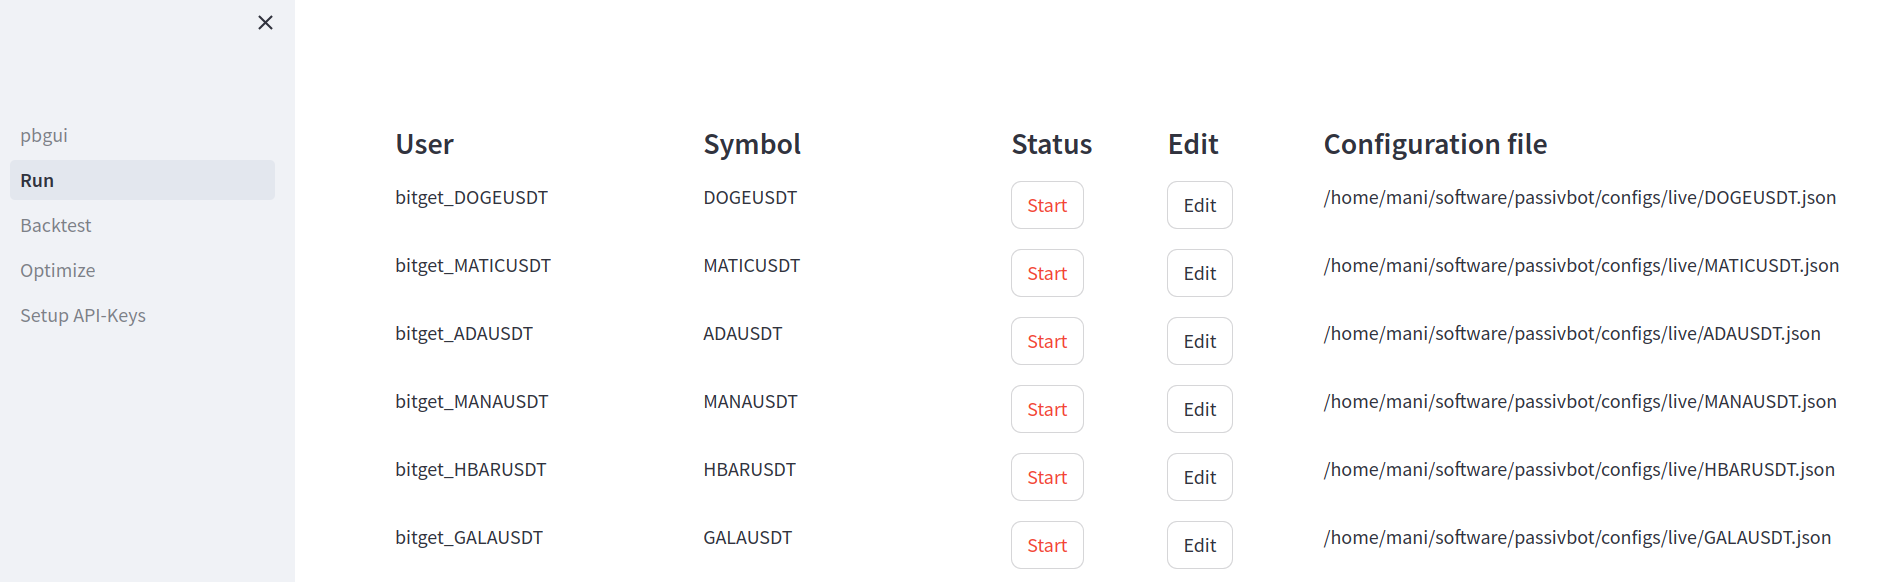 pbgui
Run
Backtest
Optimize
Setup API-Keys
User Symbol Status Edit Configuration file
bitget_DOGEUSDT DOGEUSDT Start Edit /home/mani/software/passivbot/configs/live/DOGEUSDT.json
bitget_MATICUSDT MATICUSDT Start Edit /home/mani/software/passivbot/configs/live/MATICUSDT.json
bitget_ADAUSDT ADAUSDT Start Edit /home/mani/software/passivbot/configs/live/ADAUSDT.json
bitget_MANAUSDT MANAUSDT Start Edit /home/mani/software/passivbot/configs/live/MANAUSDT.json
bitget_HBARUSDT HBARUSDT Start Edit /home/mani/software/passivbot/configs/live/HBARUSDT.json
bitget_GALAUSDT GALAUSDT Start Edit /home/mani/software/passivbot/configs/live/GALAUSDT.json